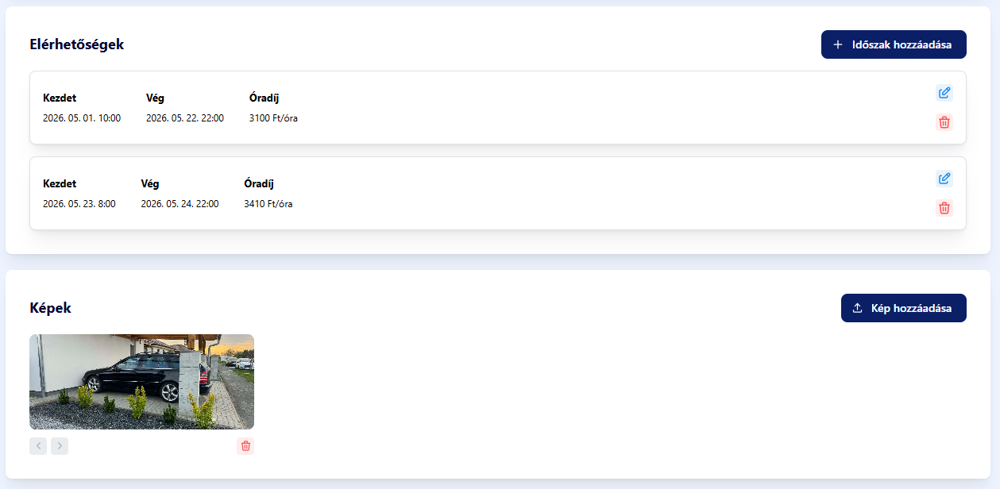 Elérhetőségek
Időszak hozzáadása
Kezdet Vég Óradíj
2026. 05. 01. 10:00 2026. 05. 22. 22:00 3100 Ft/óra
Kezdet Vég Óradíj
2026. 05. 23. 8:00 2026. 05. 24. 22:00 3410 Ft/óra
Képek
Kép hozzáadása